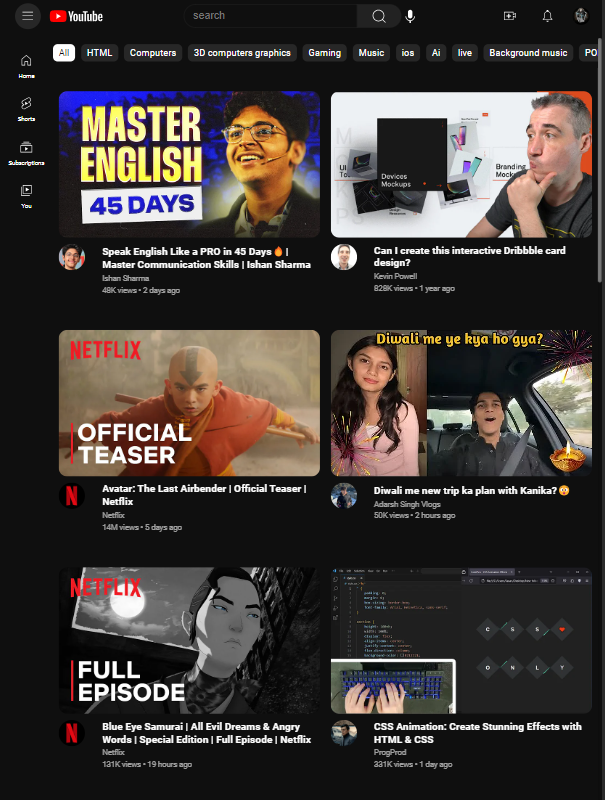 YouTube
search
All HTML Computers 3D computers graphics Gaming Music ios Ai live Background music PO
Home
Shorts
Subscriptions
You
MASTER
ENGLISH
45 DAYS
Devices
Mockups
Branding
Speak English Like a PRO in 45 Days 🔥 |
Master Communication Skills | Ishan Sharma
Ishan Sharma
48K views • 2 days ago
Can I create this interactive Dribbble card
design?
Kevin Powell
828K views • 1 year ago
NETFLIX
OFFICIAL
TEASER
Diwali me ye kya ho gya?
Avatar: The Last Airbender | Official Teaser |
Netflix
Netflix
14M views • 5 days ago
Diwali me new trip ka plan with Kanika? 😳
Adarsh Singh Vlogs
50K views • 2 hours ago
NETFLIX
FULL
EPISODE
C S S
O N L Y
Blue Eye Samurai | All Evil Dreams & Angry
Words | Special Edition | Full Episode | Netflix
Netflix
131K views • 19 hours ago
CSS Animation: Create Stunning Effects with
HTML & CSS
ProgProd
331K views • 1 day ago